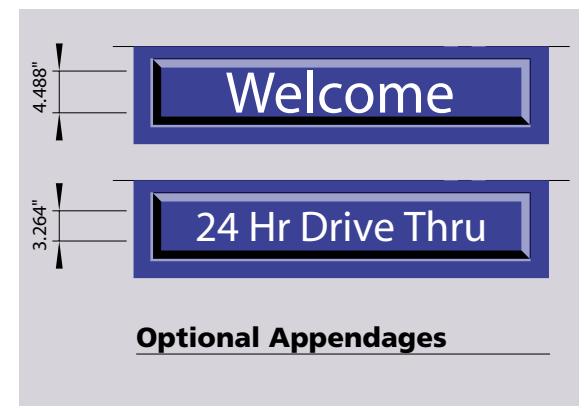 4.488"
Welcome
3.264"
24 Hr Drive Thru
Optional Appendages